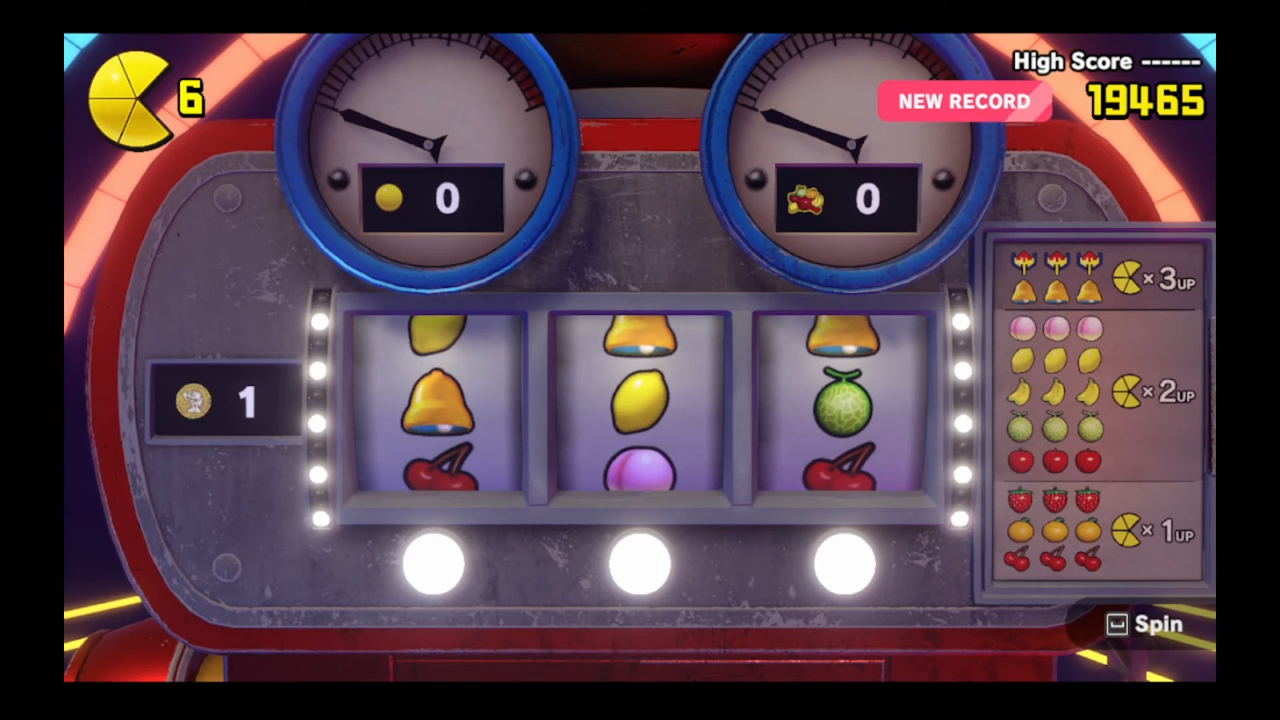 6
High Score ------
NEW RECORD
19465
0
0
1
× 3UP
× 2UP
× 1UP
Spin